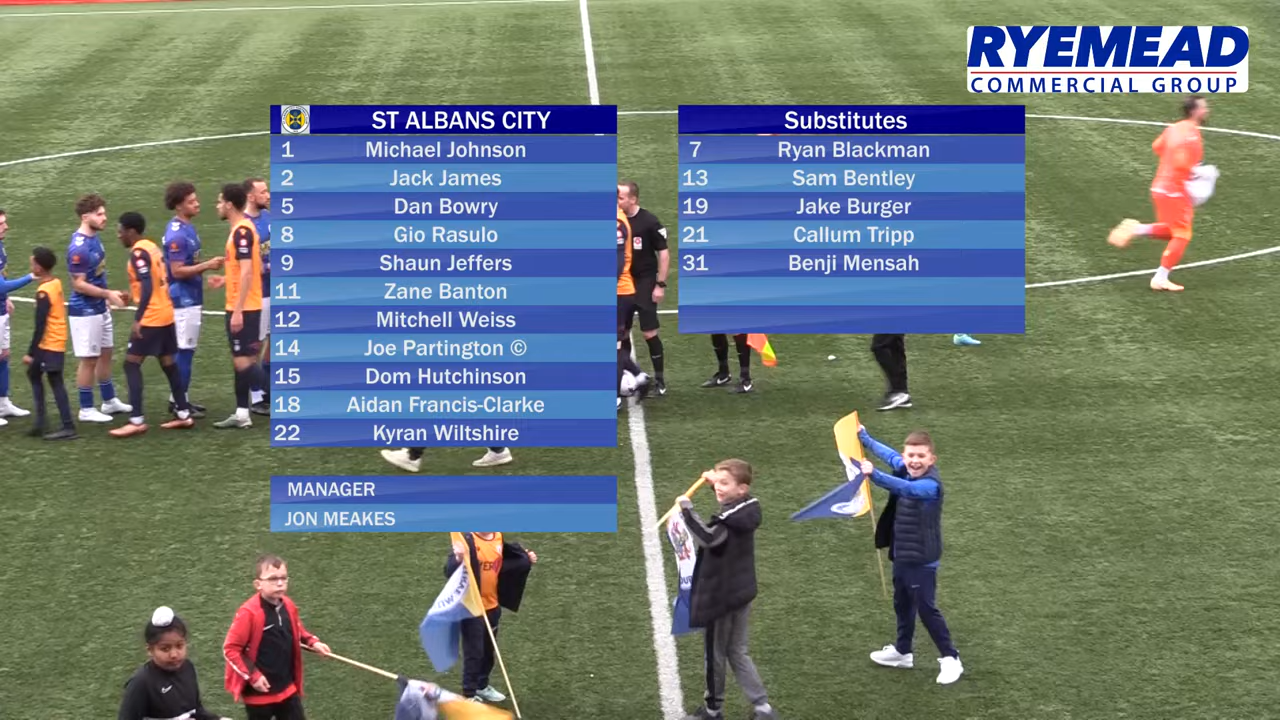 RYEMEAD
COMMERCIAL GROUP
ST ALBANS CITY
1 Michael Johnson
2 Jack James
5 Dan Bowry
8 Gio Rasulo
9 Shaun Jeffers
11 Zane Banton
12 Mitchell Weiss
14 Joe Partington ©
15 Dom Hutchinson
18 Aidan Francis-Clarke
22 Kyran Wiltshire
MANAGER
JON MEAKES
Substitutes
7 Ryan Blackman
13 Sam Bentley
19 Jake Burger
21 Callum Tripp
31 Benji Mensah